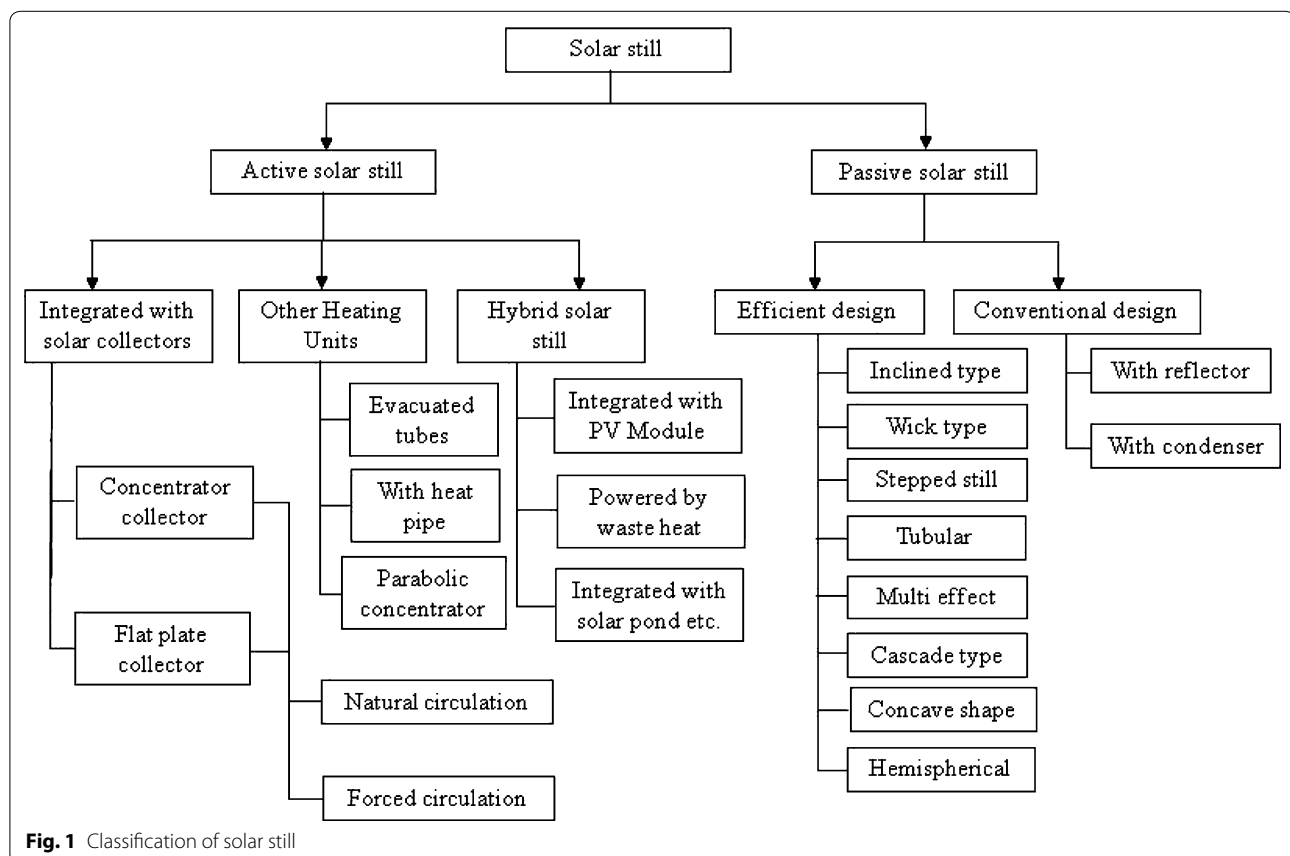 Solar still
Active solar still
Passive solar still
Integrated with
solar collectors
Other Heating
Units
Hybrid solar
still
Efficient design
Conventional design
Concentrator
collector
Flat plate
collector
Natural circulation
Forced circulation
Evacuated
tubes
With heat
pipe
Parabolic
concentrator
Integrated with
PV Module
Powered by
waste heat
Integrated with
solar pond etc.
Inclined type
Wick type
Stepped still
Tubular
Multi effect
Cascade type
Concave shape
Hemispherical
With reflector
With condenser
Fig. 1 Classification of solar still